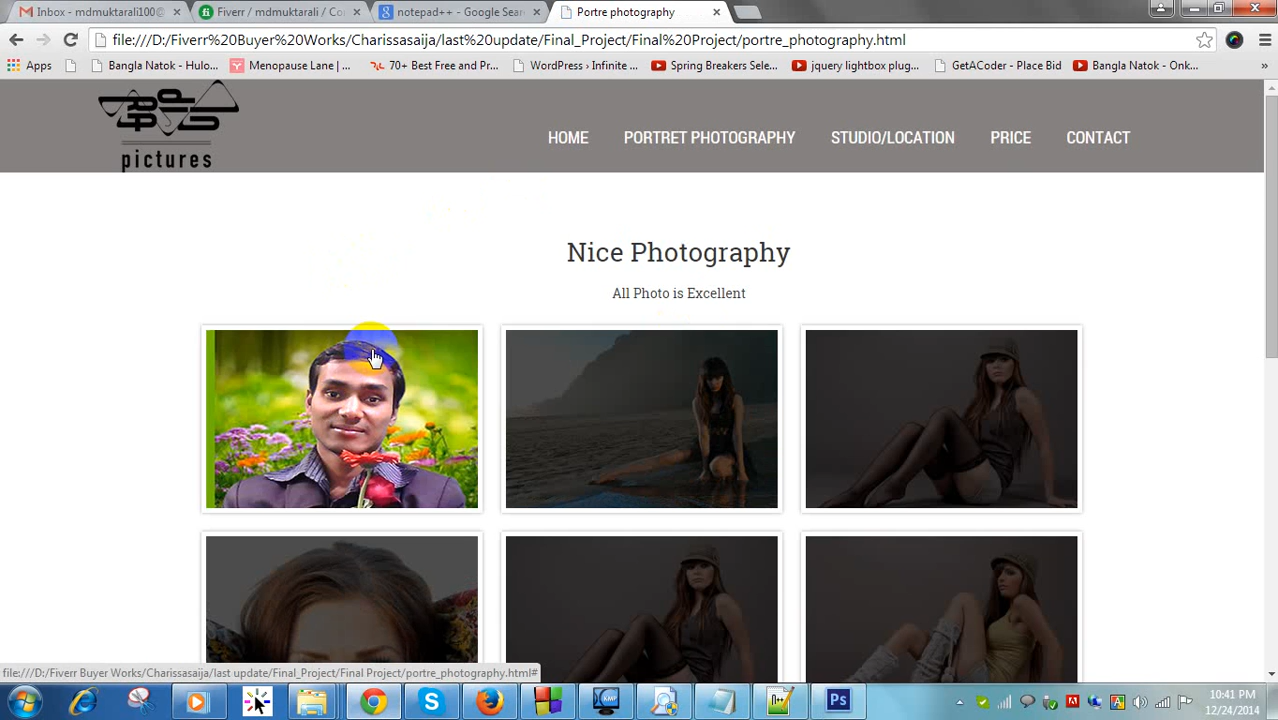 Inbox - mdmuktarali100@
Fiverr / mdmuktarali / Con
notepad++ - Google Sear
Portre photography
file:///D:/Fiverr%20Buyer%20Works/Charissasaija/last%20update/Final_Project/Final%20Project/portre_photography.html
Apps
Bangla Natok - Hulo...
Menopause Lane | ...
70+ Best Free and Pr...
WordPress › Infinite ...
Spring Breakers Sele...
jquery lightbox plug...
GetACoder - Place Bid
Bangla Natok - Onk...
»
pictures
HOME
PORTRET PHOTOGRAPHY
STUDIO/LOCATION
PRICE
CONTACT
Nice Photography
All Photo is Excellent
file:///D:/Fiverr Buyer Works/Charissasaija/last update/Final_Project/Final Project/portre_photography.html#
Ps
10:41 PM
12/24/2014